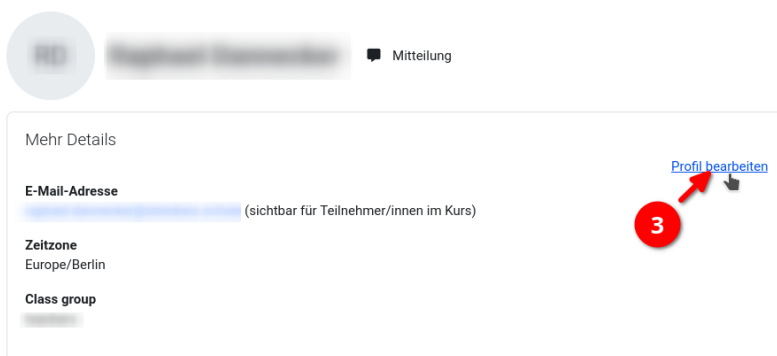 Mitteilung
Mehr Details
Profil bearbeiten
E-Mail-Adresse
(sichtbar für Teilnehmer/innen im Kurs)
3
Zeitzone
Europe/Berlin
Class group